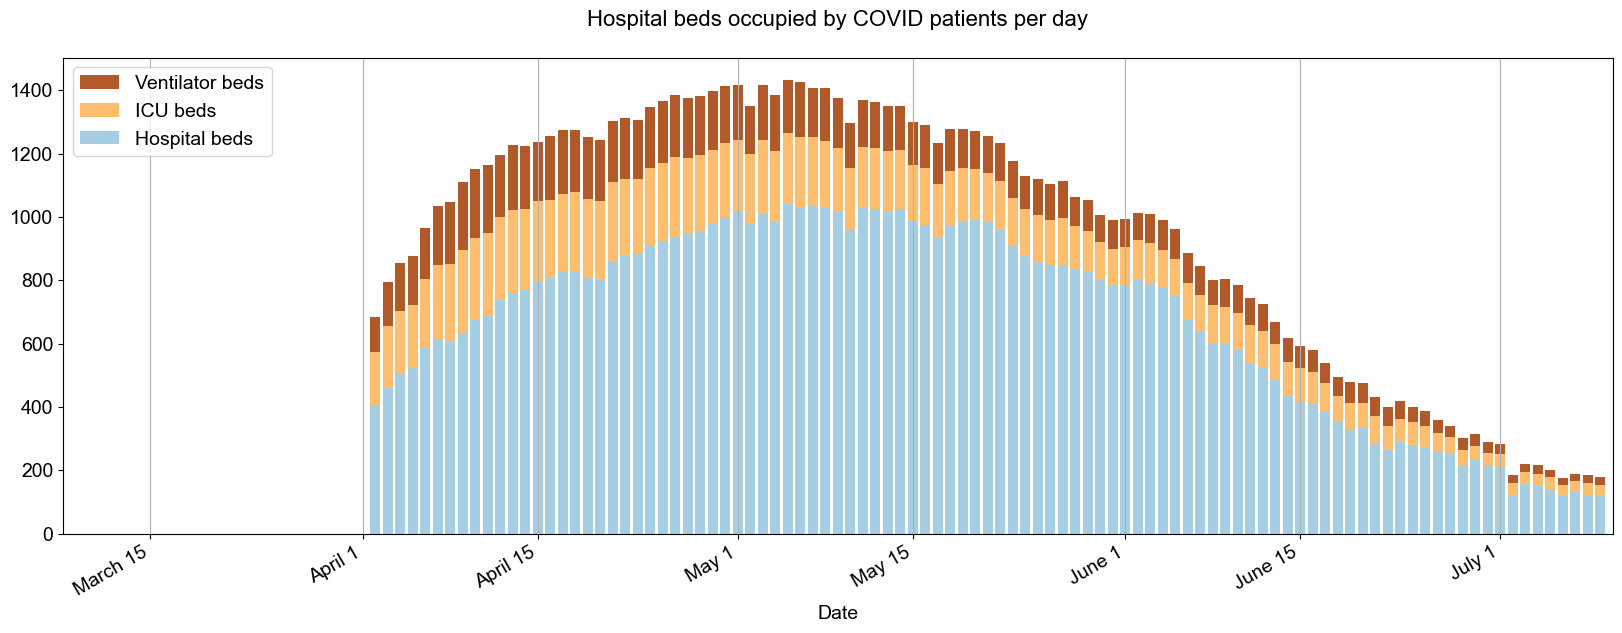 Hospital beds occupied by COVID patients per day
Ventilator beds
ICU beds
Hospital beds
1400
1200
1000
800
600
400
200
0
March 15
April 1
April 15
May 1
May 15
June 1
June 15
July 1
Date